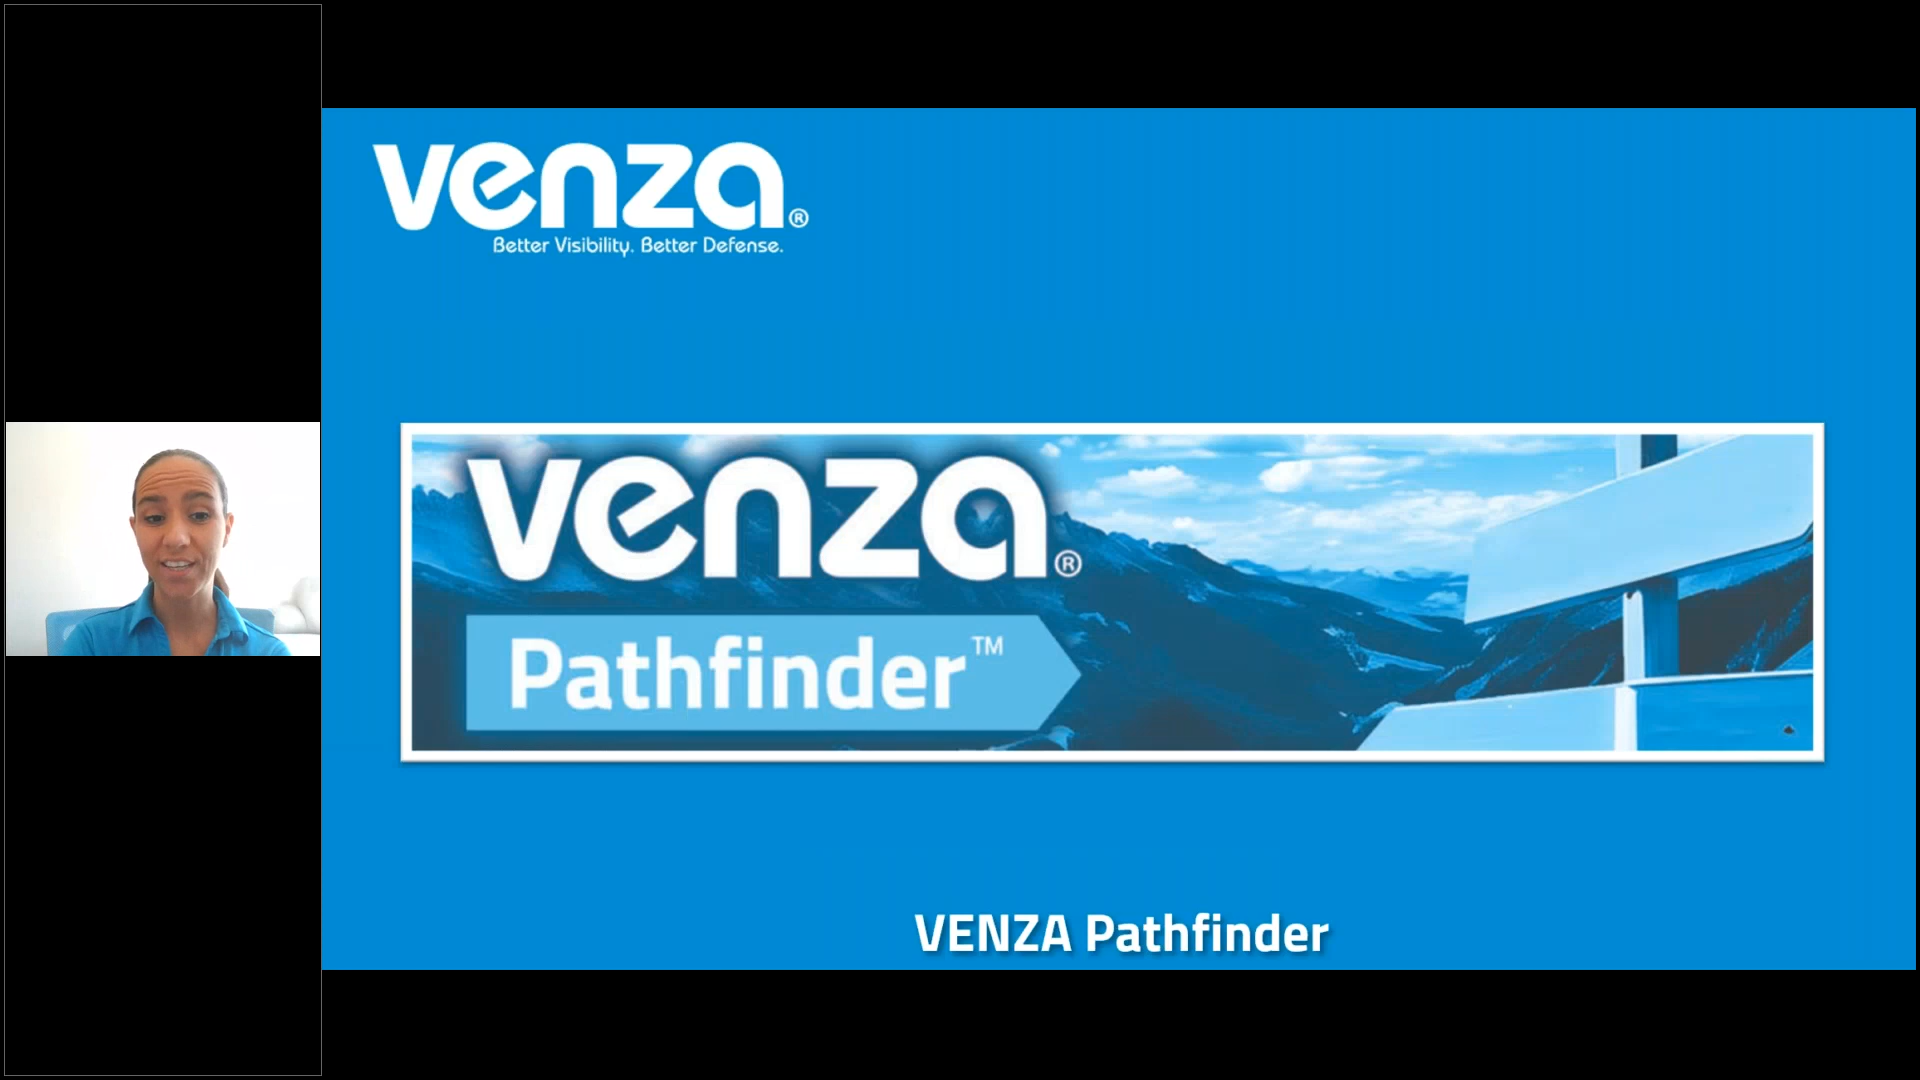 venza®
Better Visibility. Better Defense.
venza®
Pathfinder™
VENZA Pathfinder